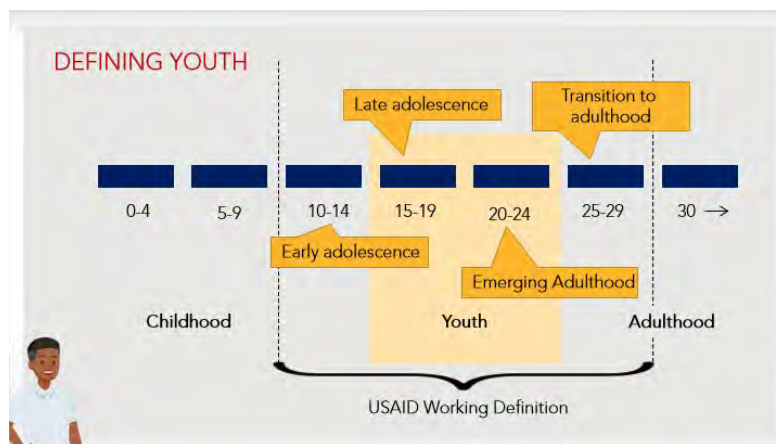 DEFINING YOUTH
Late adolescence
Transition to
adulthood
0-4
5-9
10-14
15-19
20-24
25-29
30 →
Early adolescence
Emerging Adulthood
Childhood
Youth
Adulthood
USAID Working Definition